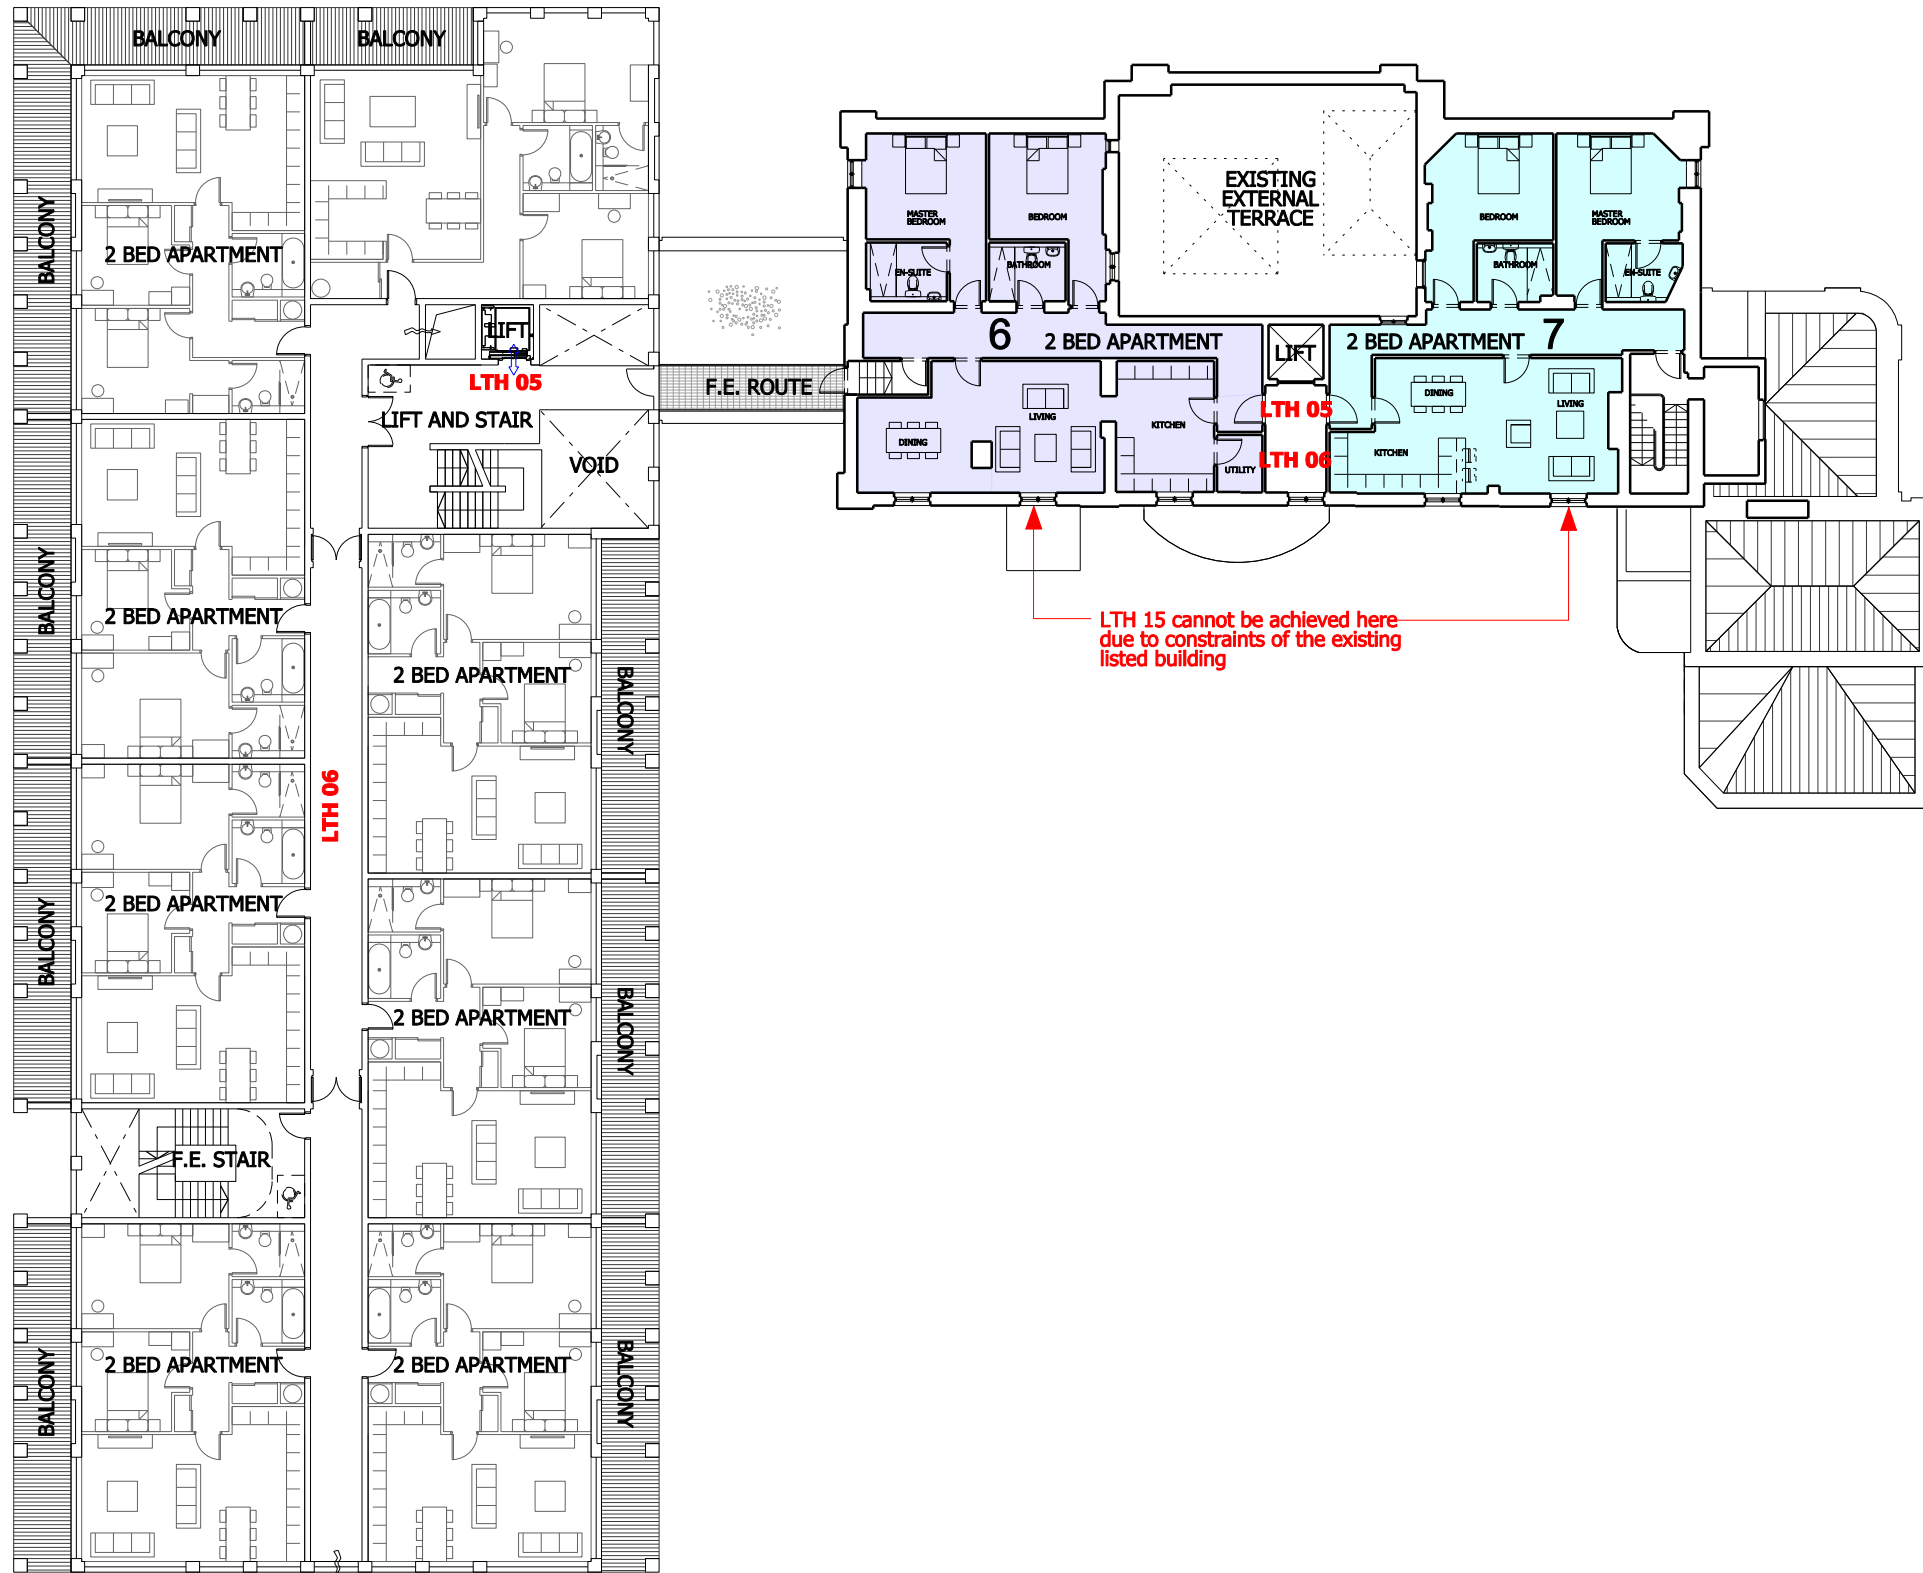 BALCONY
BALCONY
BALCONY
2 BED APARTMENT
LIFT
LTH 05
LIFT AND STAIR
VOID
F.E. ROUTE
BALCONY
2 BED APARTMENT
2 BED APARTMENT
BALCONY
LTH 06
BALCONY
2 BED APARTMENT
2 BED APARTMENT
BALCONY
F.E. STAIR
BALCONY
2 BED APARTMENT
2 BED APARTMENT
BALCONY
MASTER
BEDROOM
BEDROOM
EN-SUITE
BATHROOM
EXISTING
EXTERNAL
TERRACE
BEDROOM
MASTER
BEDROOM
BATHROOM
EN-SUITE
6
2 BED APARTMENT
LIFT
2 BED APARTMENT
7
LIVING
DINING
KITCHEN
UTILITY
LTH 05
LTH 06
DINING
LIVING
KITCHEN
LTH 15 cannot be achieved here
due to constraints of the existing
listed building